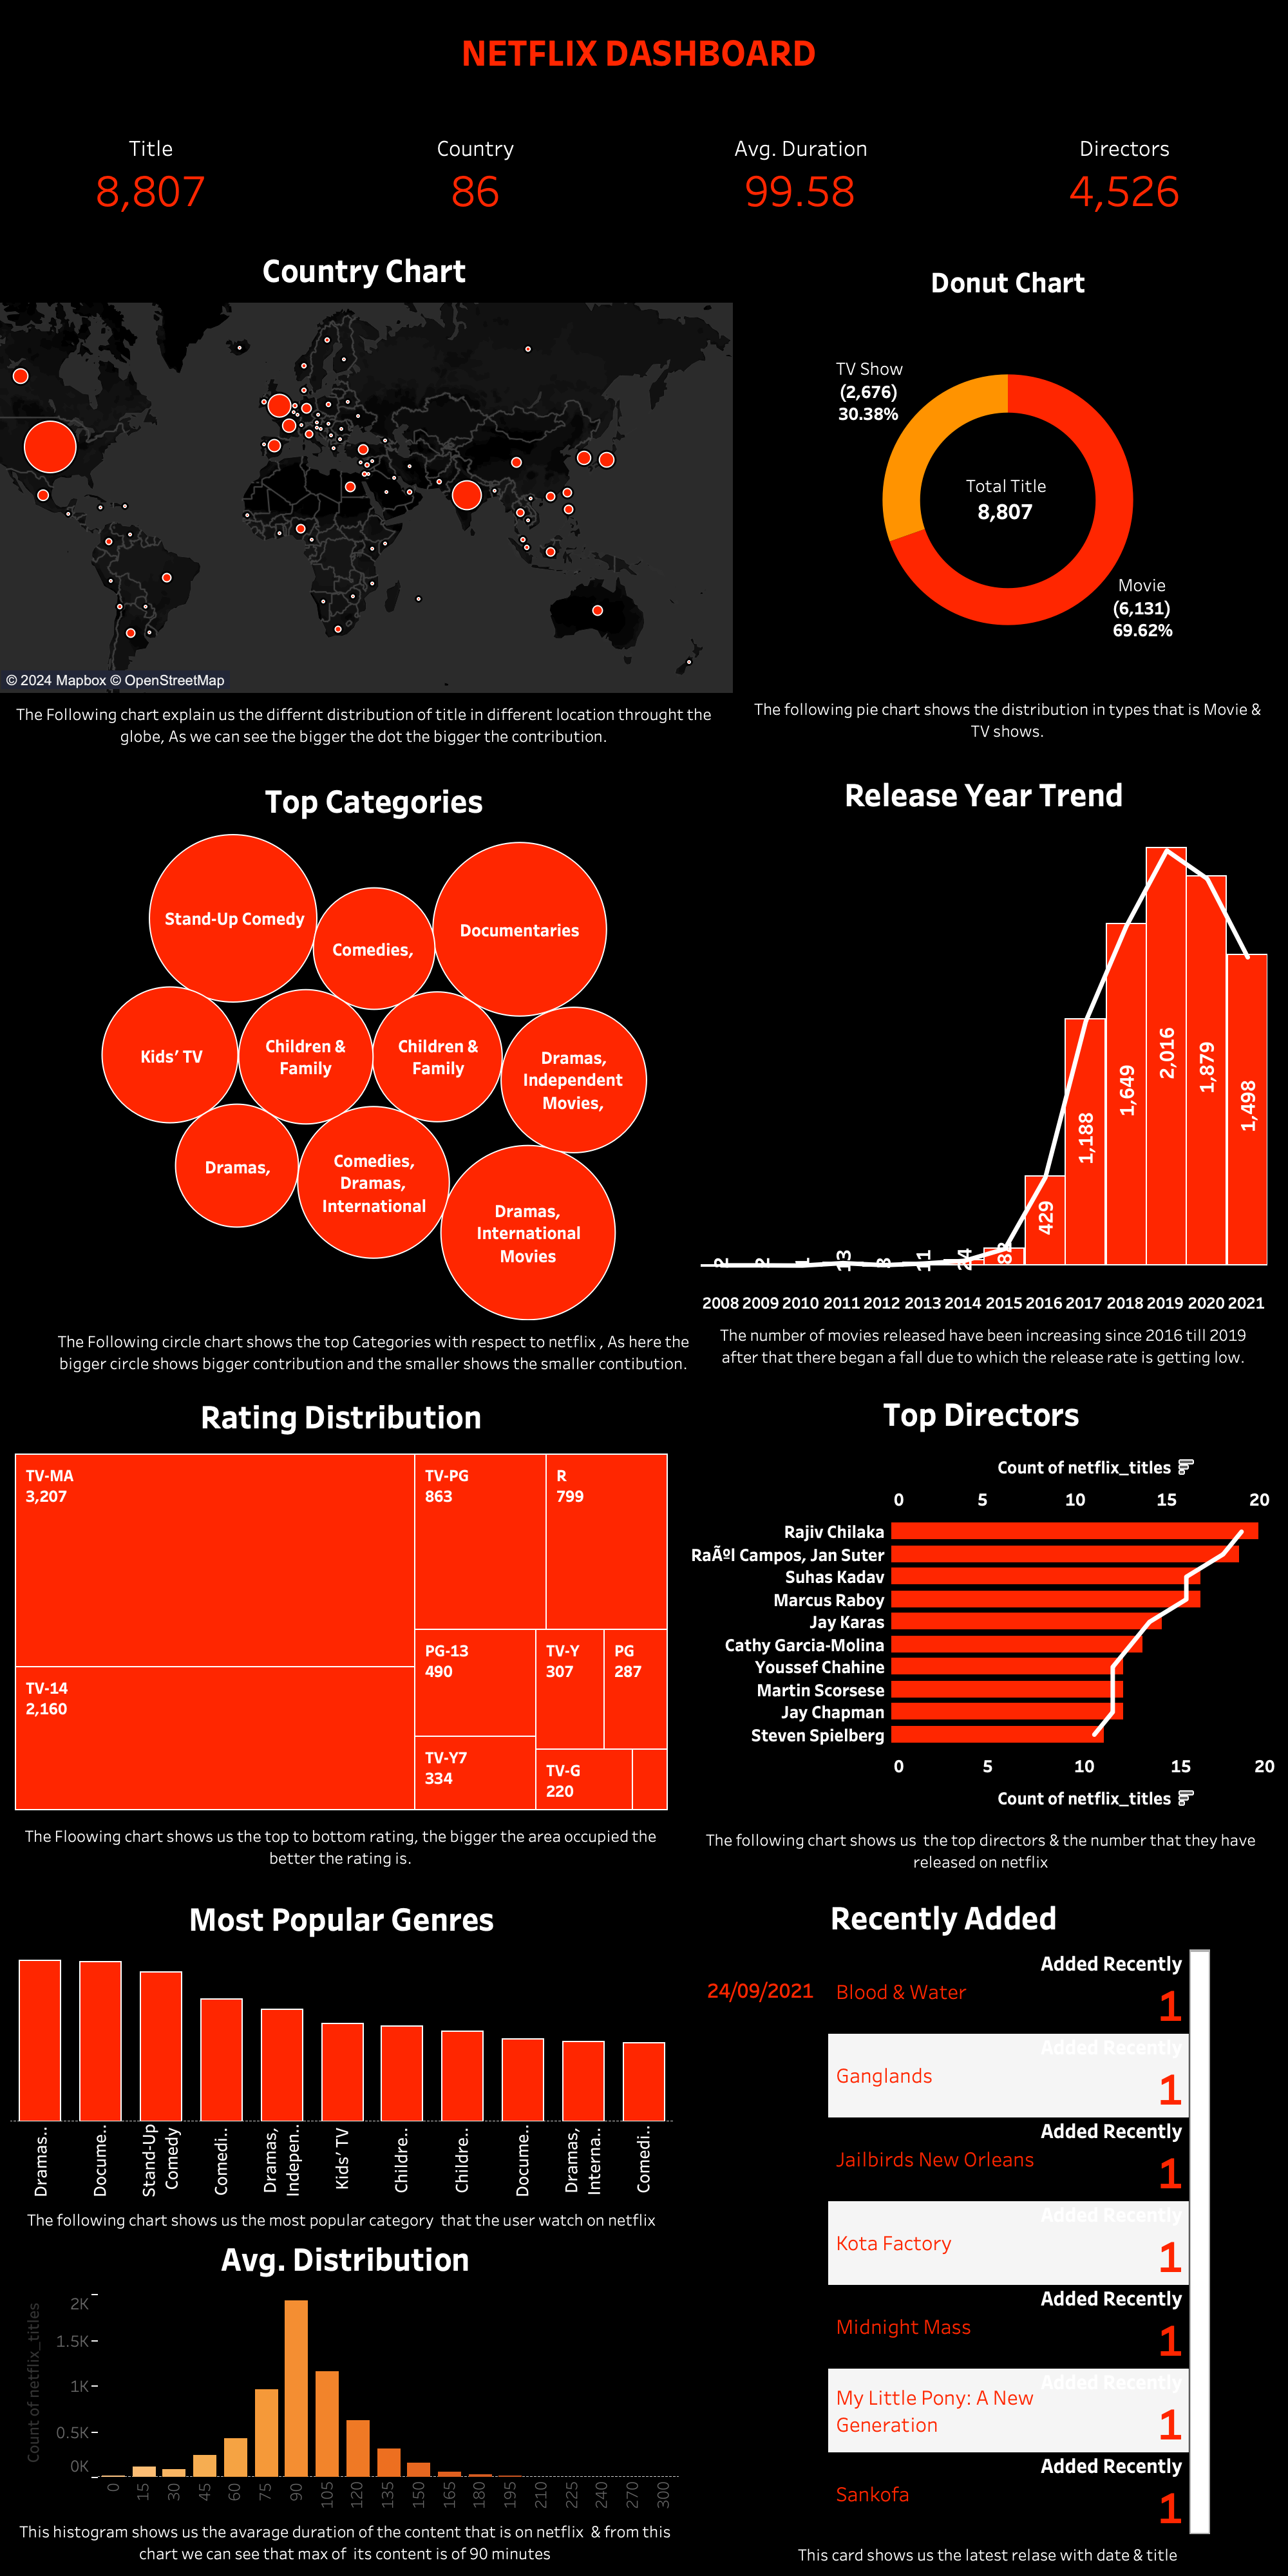 NETFLIX DASHBOARD
Title
8,807
Country
86
Avg. Duration
99.58
Directors
4,526
Country Chart
© 2024 Mapbox © OpenStreetMap
The Following chart explain us the differnt distribution of title in different location throught the
globe, As we can see the bigger the dot the bigger the contribution.
Donut Chart
TV Show
(2,676)
30.38%
Total Title
8,807
Movie
(6,131)
69.62%
The following pie chart shows the distribution in types that is Movie &
TV shows.
Top Categories
Stand-Up Comedy
Comedies,
Documentaries
Kids' TV
Children &
Family
Children &
Family
Dramas,
Independent
Movies,
Dramas,
Comedies,
Dramas,
International
Dramas,
International
Movies
The Following circle chart shows the top Categories with respect to netflix , As here the
bigger circle shows bigger contribution and the smaller shows the smaller contibution.
Release Year Trend
2 2 1 13 3 11 24 82 429 1,188 1,649 2,016 1,879 1,498
2008 2009 2010 2011 2012 2013 2014 2015 2016 2017 2018 2019 2020 2021
The number of movies released have been increasing since 2016 till 2019
after that there began a fall due to which the release rate is getting low.
Rating Distribution
TV-MA
3,207
TV-14
2,160
TV-PG
863
R
799
PG-13
490
TV-Y
307
PG
287
TV-Y7
334
TV-G
220
The Floowing chart shows us the top to bottom rating, the bigger the area occupied the
better the rating is.
Top Directors
Count of netflix_titles
0 5 10 15 20
Rajiv Chilaka
RaÃºl Campos, Jan Suter
Suhas Kadav
Marcus Raboy
Jay Karas
Cathy Garcia-Molina
Youssef Chahine
Martin Scorsese
Jay Chapman
Steven Spielberg
0 5 10 15 20
Count of netflix_titles
The following chart shows us the top directors & the number that they have
released on netflix
Most Popular Genres
Dramas..
Docume..
Stand-Up
Comedy
Comedi..
Dramas,
Indepen..
Kids' TV
Childre..
Childre..
Docume..
Dramas,
Interna..
Comedi..
The following chart shows us the most popular category that the user watch on netflix
Avg. Distribution
Count of netflix_titles
2K
1.5K
1K
0.5K
0K
0 15 30 45 60 75 90 105 120 135 150 165 180 195 210 225 240 270 300
This histogram shows us the avarage duration of the content that is on netflix & from this
chart we can see that max of its content is of 90 minutes
Recently Added
24/09/2021
Added Recently
Blood & Water
1
Added Recently
Ganglands
1
Added Recently
Jailbirds New Orleans
1
Added Recently
Kota Factory
1
Added Recently
Midnight Mass
1
Added Recently
My Little Pony: A New
Generation
1
Added Recently
Sankofa
1
This card shows us the latest relase with date & title